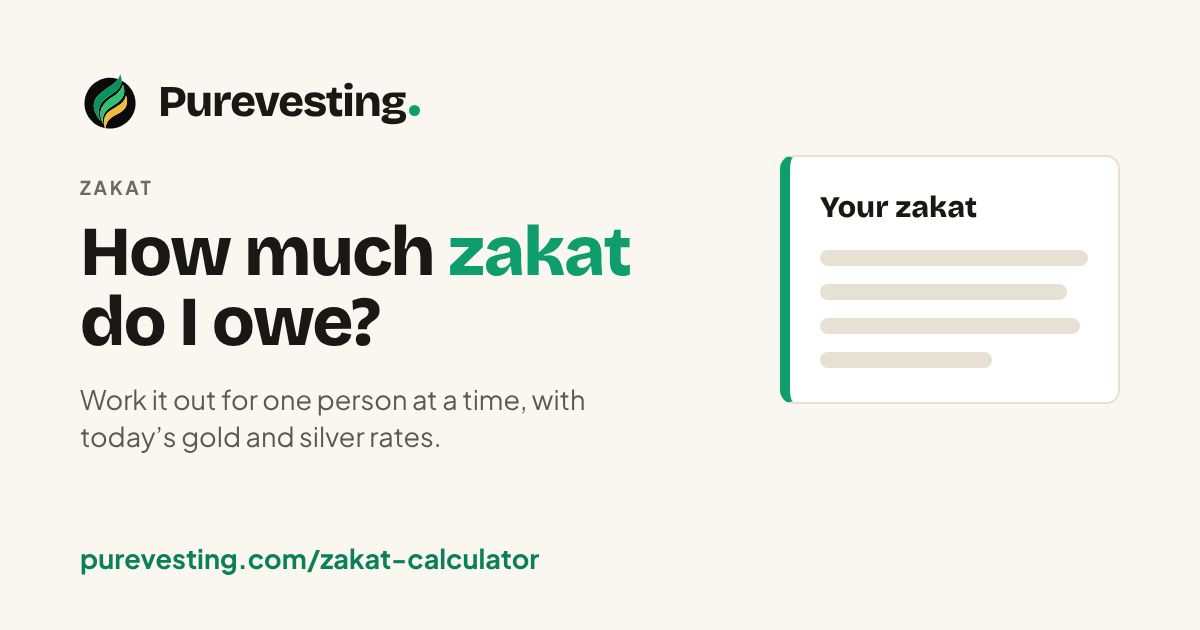 Purevesting.
ZAKAT
How much zakat
do I owe?
Work it out for one person at a time, with
today’s gold and silver rates.
Your zakat
purevesting.com/zakat-calculator